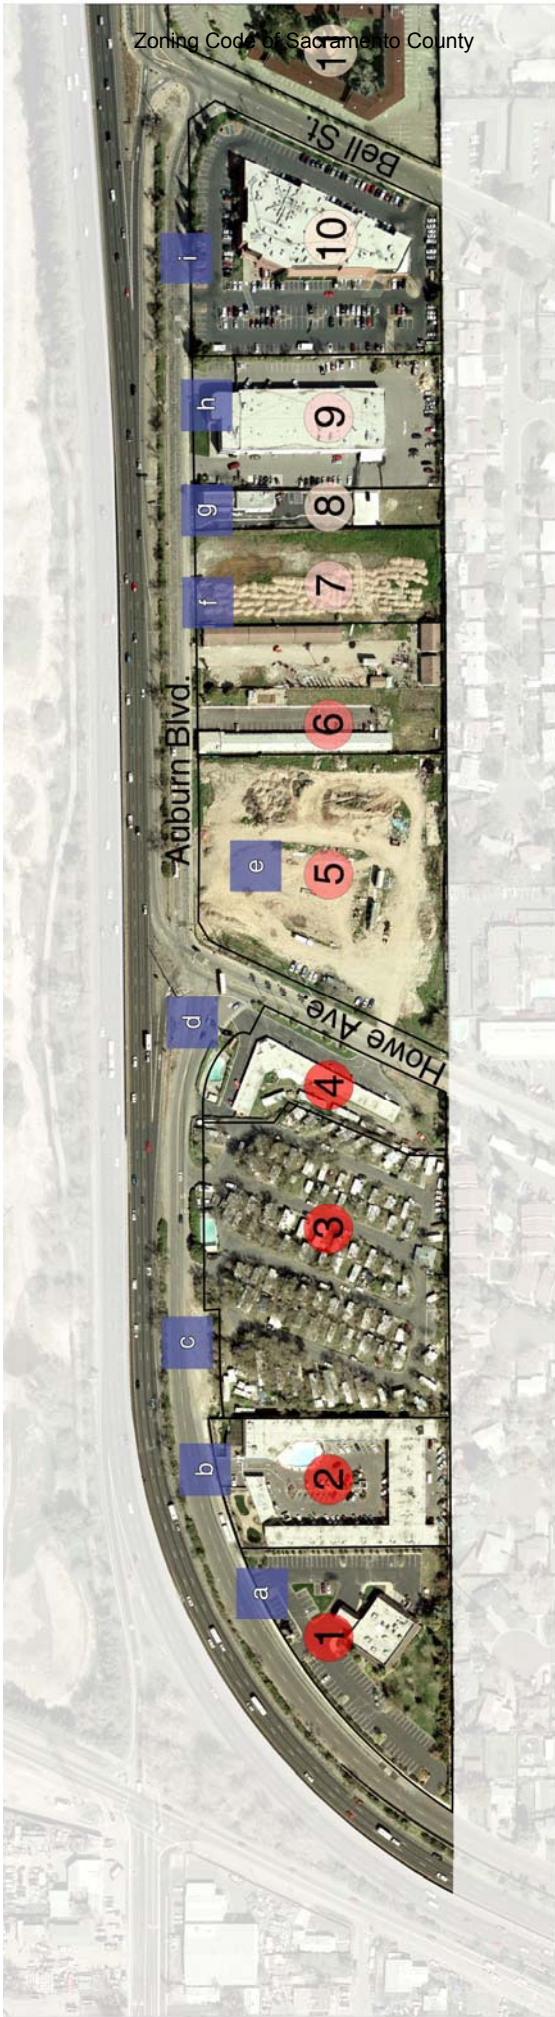 Zoning Code of Sacramento County
11
Bell St.
10
i
9
h
8
g
7
f
Auburn Blvd.
6
5
e
Howe Ave
d
4
3
c
2
b
1
a